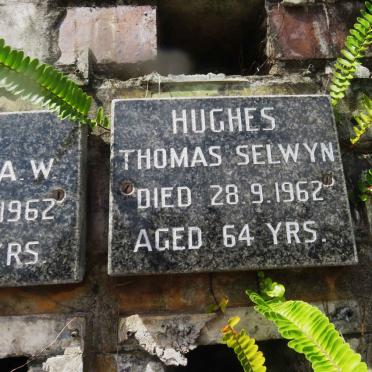 A W
1962
RS.
HUGHES
THOMAS SELWYN
DIED 28.9.1962
AGED 64 YRS.